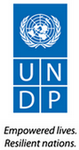 U N
D P
Empowered lives.
Resilient nations.